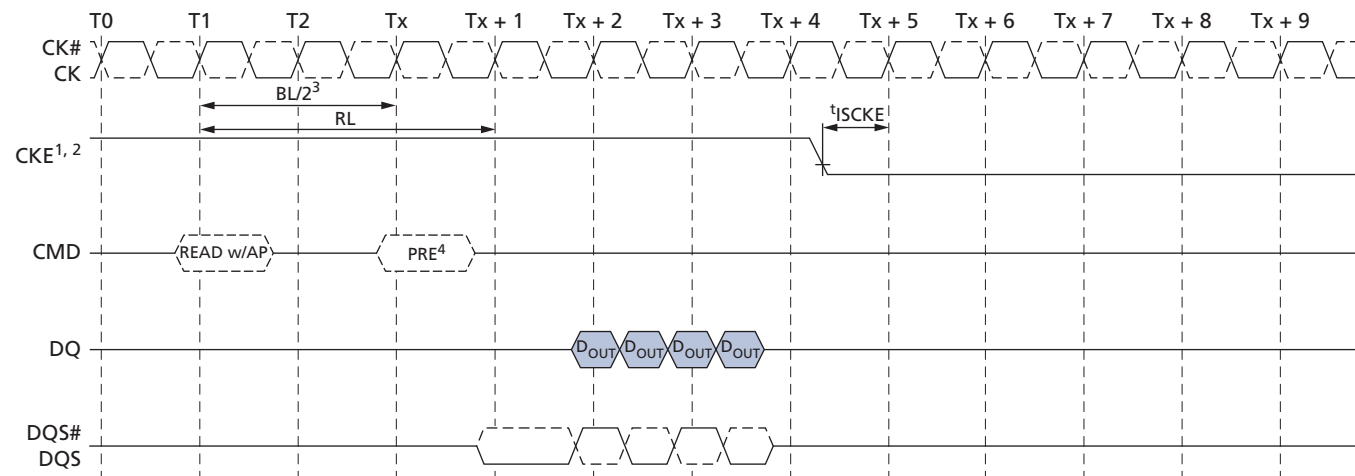 T0 T1 T2 Tx Tx + 1 Tx + 2 Tx + 3 Tx + 4 Tx + 5 Tx + 6 Tx + 7 Tx + 8 Tx + 9
CK#
CK
BL/2³
RL
tISCKE
CKE1, 2
CMD READ w/AP PRE⁴
DQ DOUT DOUT DOUT DOUT
DQS#
DQS